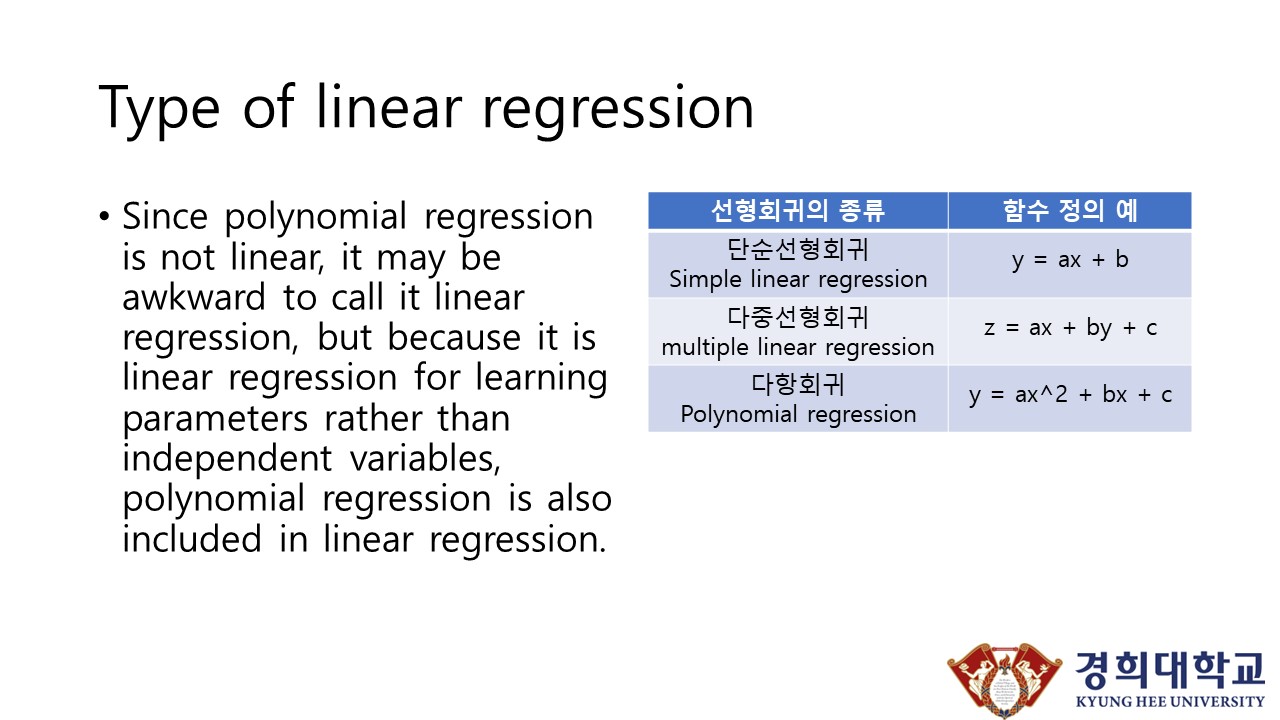 Type of linear regression
• Since polynomial regression
is not linear, it may be
awkward to call it linear
regression, but because it is
linear regression for learning
parameters rather than
independent variables,
polynomial regression is also
included in linear regression.
선형회귀의 종류
함수 정의 예
단순선형회귀
Simple linear regression
y = ax + b
다중선형회귀
multiple linear regression
z = ax + by + c
다항회귀
Polynomial regression
y = ax^2 + bx + c
경희대학교
KYUNG HEE UNIVERSITY